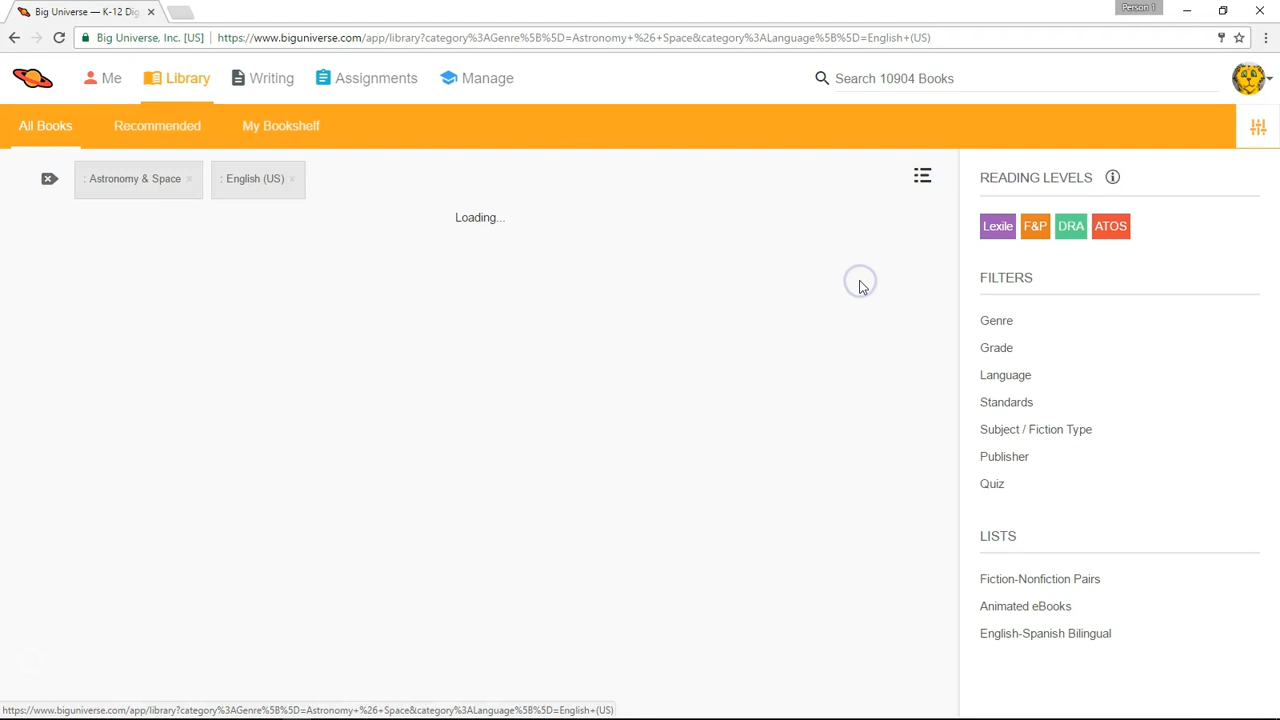 Big Universe — K-12 Dig
Person 1
Big Universe, Inc. [US]
https://www.biguniverse.com/app/library?category%3AGenre%5B%5D=Astronomy+%26+Space&category%3ALanguage%5B%5D=English+(US)
Me
Library
Writing
Assignments
Manage
Search 10904 Books
All Books
Recommended
My Bookshelf
: Astronomy & Space ×
: English (US) ×
Loading...
READING LEVELS
Lexile
F&P
DRA
ATOS
FILTERS
Genre
Grade
Language
Standards
Subject / Fiction Type
Publisher
Quiz
LISTS
Fiction-Nonfiction Pairs
Animated eBooks
English-Spanish Bilingual
https://www.biguniverse.com/app/library?category%3AGenre%5B%5D=Astronomy+%26+Space&category%3ALanguage%5B%5D=English+(US)